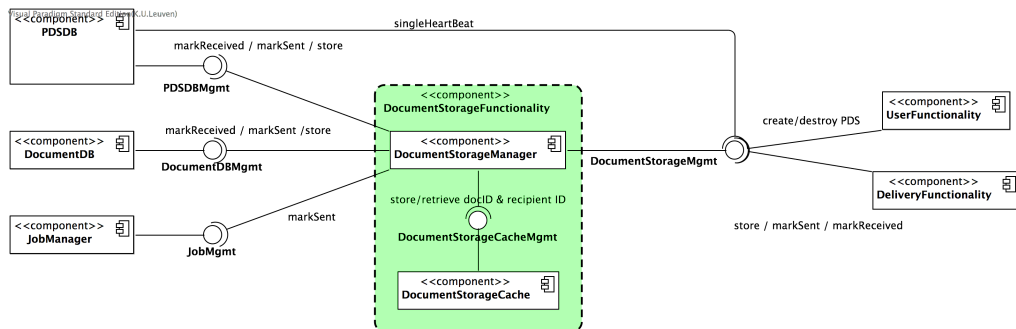 Visual Paradigm Standard Edition(K.U.Leuven)
<<component>>
PDSDB
singleHeartBeat
markReceived / markSent / store
PDSDBMgmt
<<component>>
DocumentStorageFunctionality
<<component>>
UserFunctionality
create/destroy PDS
<<component>>
DocumentDB
markReceived / markSent /store
DocumentDBMgmt
<<component>>
DocumentStorageManager
DocumentStorageMgmt
<<component>>
DeliveryFunctionality
store/retrieve docID & recipient ID
store / markSent / markReceived
<<component>>
JobManager
markSent
JobMgmt
DocumentStorageCacheMgmt
<<component>>
DocumentStorageCache